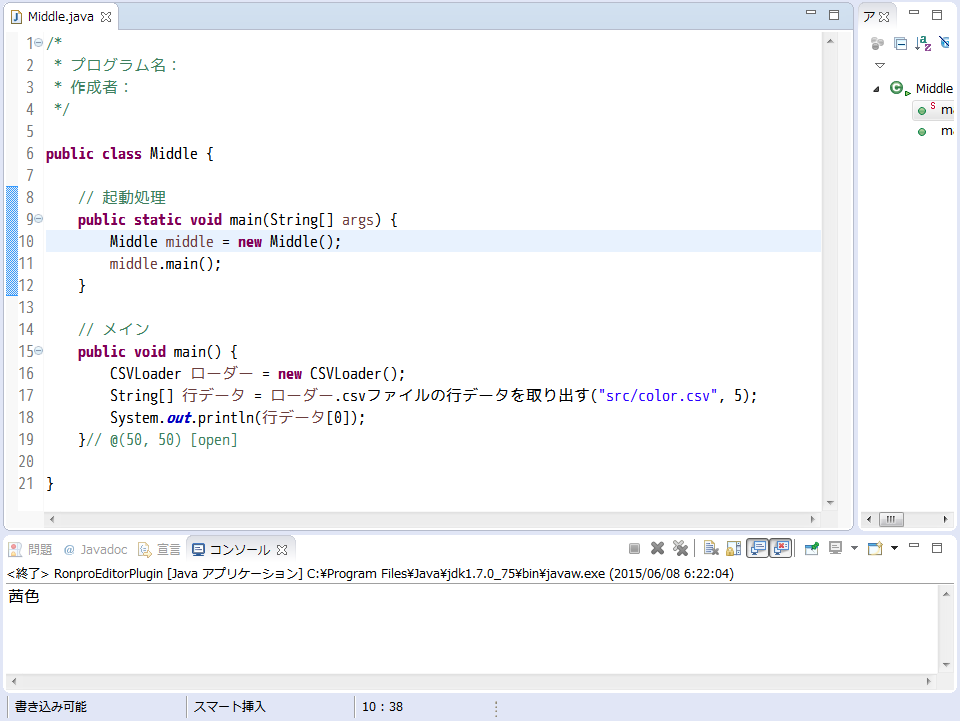 Middle.java
1 /*
2  * プログラム名：
3  * 作成者：
4  */
5
6 public class Middle {
7
8     // 起動処理
9     public static void main(String[] args) {
10         Middle middle = new Middle();
11         middle.main();
12     }
13
14     // メイン
15     public void main() {
16         CSVLoader ローダー = new CSVLoader();
17         String[] 行データ = ローダー.csvファイルの行データを取り出す("src/color.csv", 5);
18         System.out.println(行データ[0]);
19     }// @(50, 50) [open]
20
21 }
ア
Middle
S ma
ma
問題 @ Javadoc 宣言 コンソール
<終了> RonproEditorPlugin [Java アプリケーション] C:¥Program Files¥Java¥jdk1.7.0_75¥bin¥javaw.exe (2015/06/08 6:22:04)
茜色
書き込み可能 スマート挿入 10 : 38